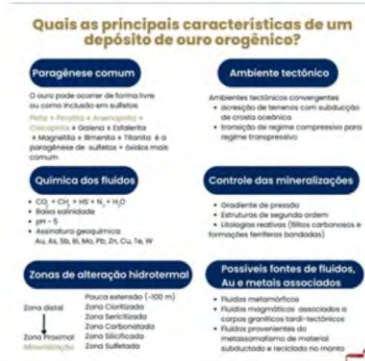 Quais as principais características de um
depósito de ouro orogênico?
Paragênese comum
O ouro pode ocorrer de forma livre
ou como inclusão em sulfetos
Pirita + Pirrotita + Arsenopirita +
Calcopirita + Galena + Esfalerita
+ Magnetita + Ilmenita + Titanita é a
paragênese de sulfetos + óxidos mais
comum
Ambiente tectônico
Ambientes tectônicos convergentes
• acresção de terrenos com subducção
de crosta oceânica
• transição de regime compressivo para
regime transpressivo
Química dos fluidos
• CO₂ + CH₄ + HS + N₂ + H₂O
• Baixa salinidade
• pH ~ 5
• Assinatura geoquímica:
Au, As, Sb, Bi, Mo, Pb, Zn, Cu, Te, W
Controle das mineralizações
• Gradiente de pressão
• Estruturas de segunda ordem
• Litologias reativas (filitos carbonosos e
formações ferríferas bandadas)
Zonas de alteração hidrotermal
Pouca extensão (~100 m)
Zona distal
Zona Cloritizada
Zona Sericitizada
Zona Carbonatada
Zona Proximal
Zona Silicificada
Mineralização
Zona Sulfetada
Possíveis fontes de fluidos,
Au e metais associados
• Fluidos metamórficos
• Fluidos magmáticos associados a
corpos graníticos tardi-tectônicos
• Fluidos provenientes do
metassomatismo de material
subductado e reciclado no manto